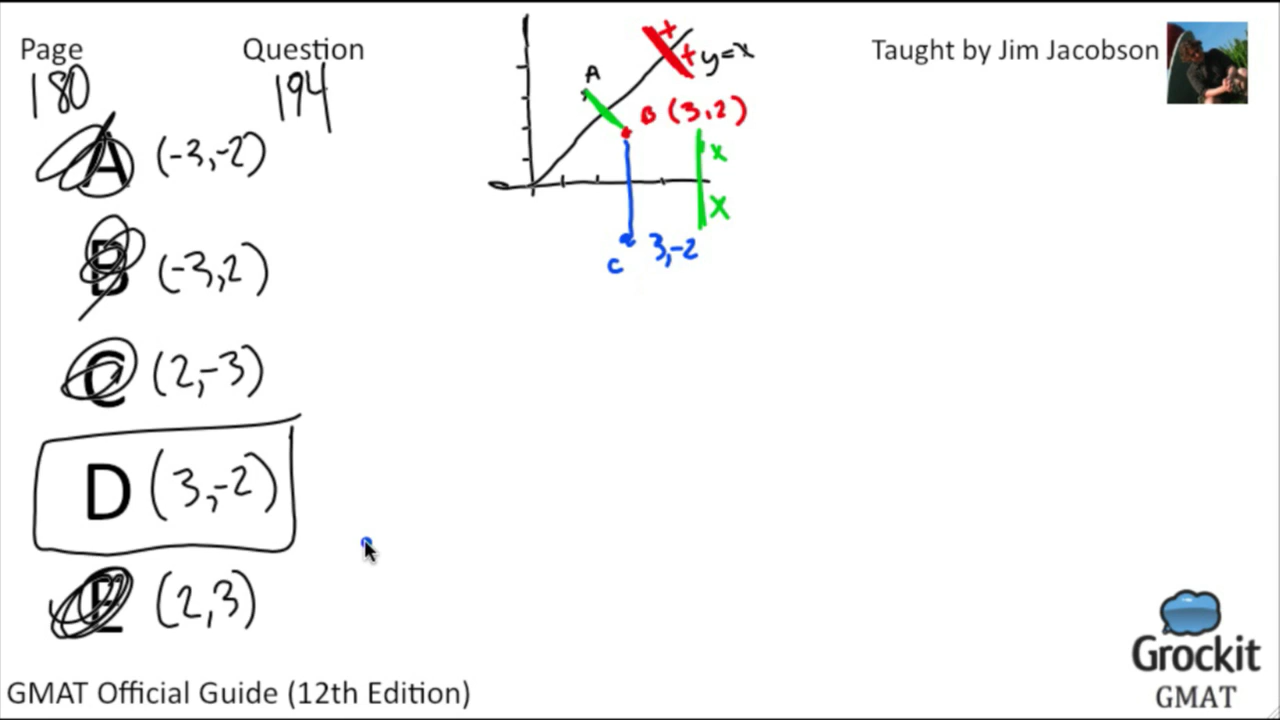 Page
Question
Taught by Jim Jacobson
180
194
A (-3,-2)
B (-3,2)
C (2,-3)
D (3,-2)
E (2,3)
A
y=x
B (3,2)
x
x
C 3,-2
GMAT Official Guide (12th Edition)
Grockit
GMAT